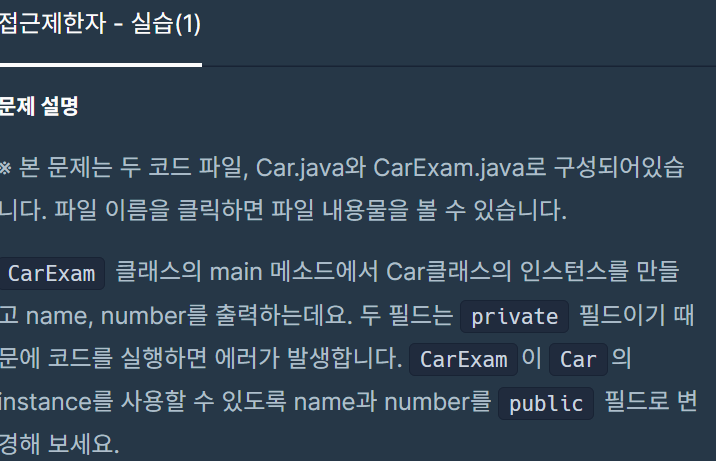 접근제한자 - 실습(1)
문제 설명
※ 본 문제는 두 코드 파일, Car.java와 CarExam.java로 구성되어있습
니다. 파일 이름을 클릭하면 파일 내용물을 볼 수 있습니다.
CarExam 클래스의 main 메소드에서 Car클래스의 인스턴스를 만들
고 name, number를 출력하는데요. 두 필드는 private 필드이기 때
문에 코드를 실행하면 에러가 발생합니다. CarExam 이 Car 의
instance를 사용할 수 있도록 name과 number를 public 필드로 변
경해 보세요.